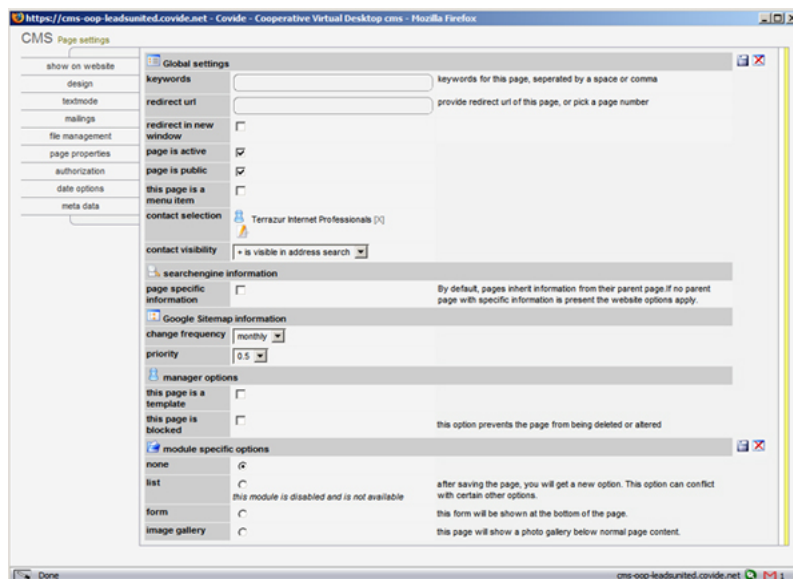 https://cms-oop-leadsunited.covide.net - Covide - Cooperative Virtual Desktop cms - Mozilla Firefox
CMS Page settings
show on website
design
textmode
mailings
file management
page properties
authorization
date options
meta data
Global settings
keywords
keywords for this page, seperated by a space or comma
redirect url
provide redirect url of this page, or pick a page number
redirect in new
window
page is active
page is public
this page is a
menu item
contact selection
Terrazur Internet Professionals [X]
contact visibility
+ is visible in address search
searchengine information
page specific
information
By default, pages inherit information from their parent page.If no parent
page with specific information is present the website options apply.
Google Sitemap information
change frequency
monthly
priority
0.5
manager options
this page is a
template
this page is
blocked
this option prevents the page from being deleted or altered
module specific options
none
list
this module is disabled and is not available
after saving the page, you will get a new option. This option can conflict
with certain other options.
form
this form will be shown at the bottom of the page.
image gallery
this page will show a photo gallery below normal page content.
Done
cms-oop-leadsunited.covide.net
1